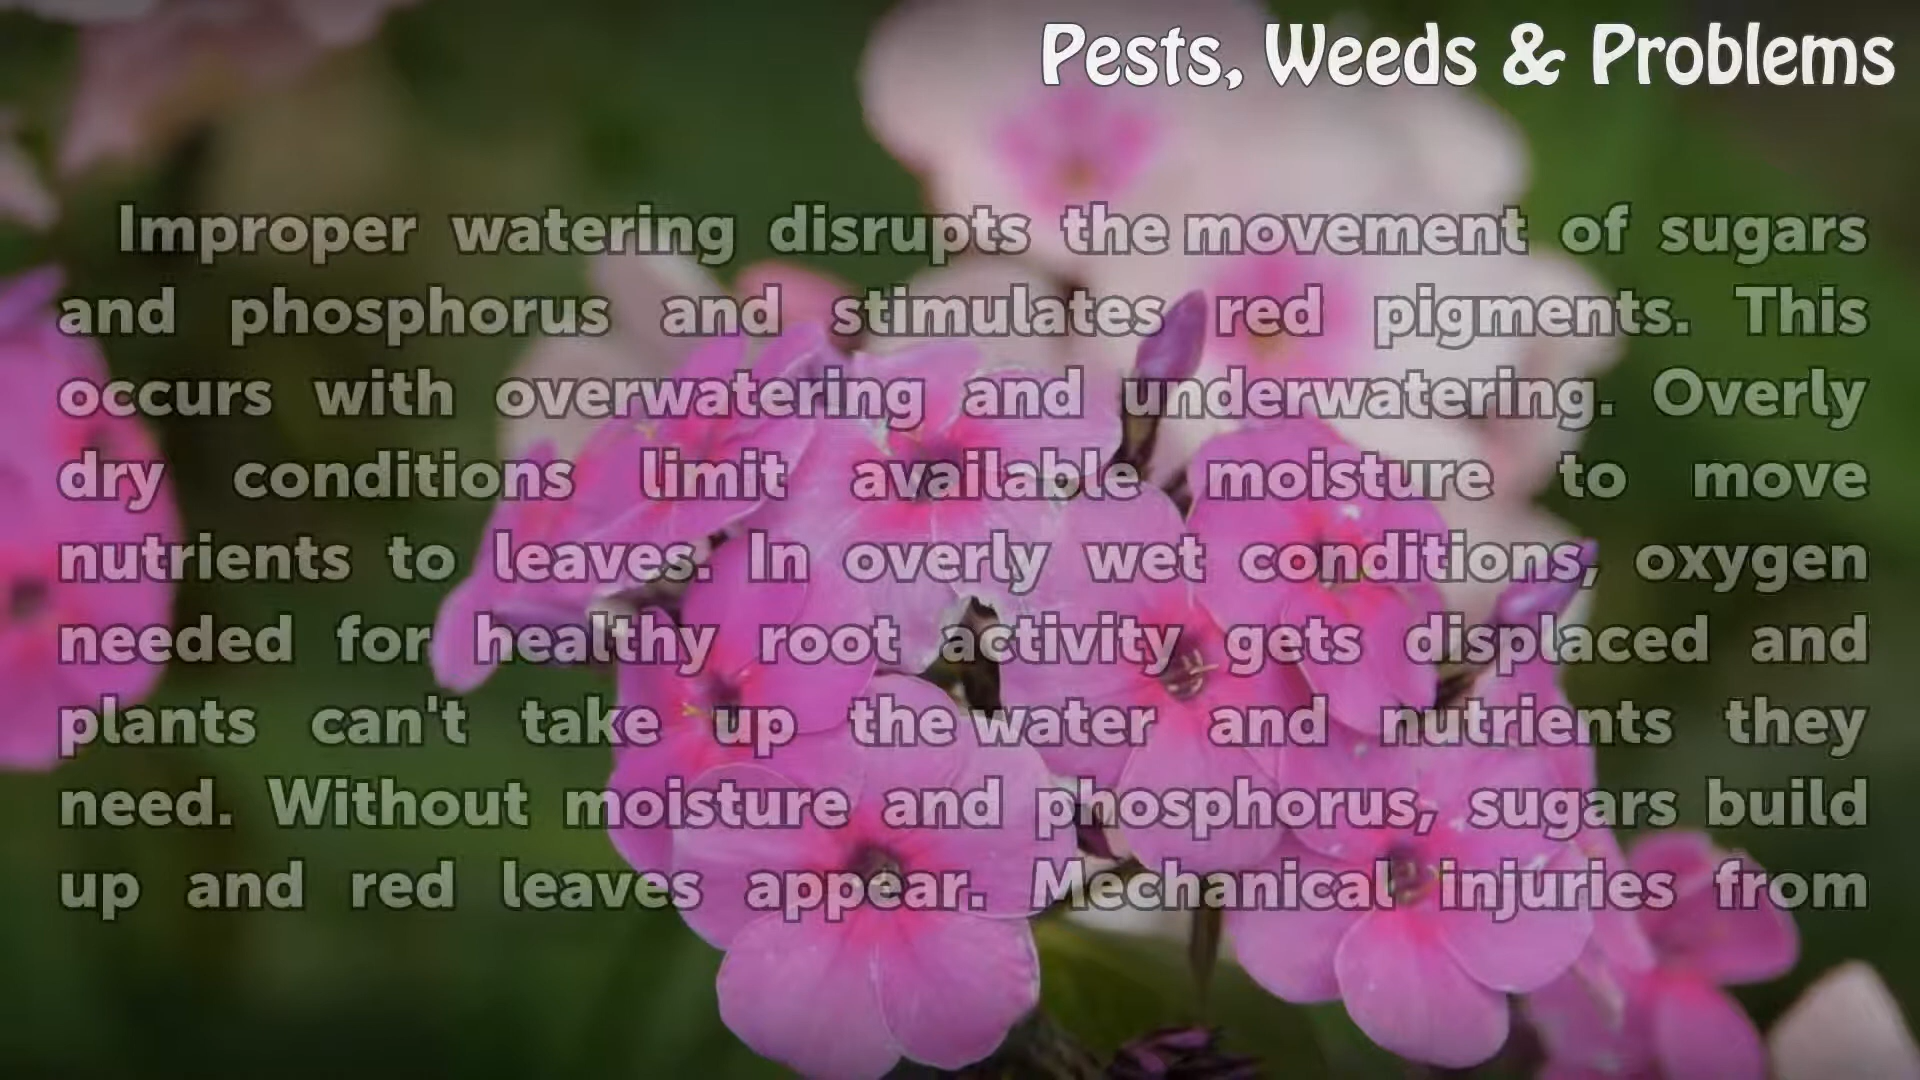 Pests, Weeds & Problems
Improper watering disrupts the movement of sugars
and phosphorus and stimulates red pigments. This
occurs with overwatering and underwatering. Overly
dry conditions limit available moisture to move
nutrients to leaves. In overly wet conditions, oxygen
needed for healthy root activity gets displaced and
plants can't take up the water and nutrients they
need. Without moisture and phosphorus, sugars build
up and red leaves appear. Mechanical injuries from